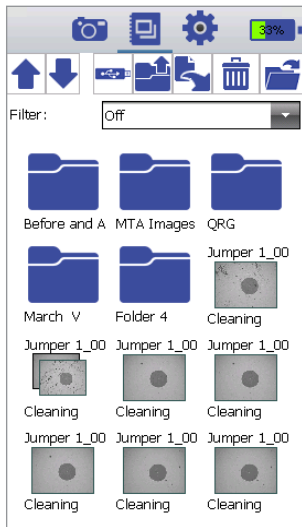 33%
Filter:
Off
Before and A MTA Images QRG
Jumper 1_00
March V Folder 4 Cleaning
Jumper 1_00 Jumper 1_00 Jumper 1_00
Cleaning Cleaning Cleaning
Jumper 1_00 Jumper 1_00 Jumper 1_00
Cleaning Cleaning Cleaning